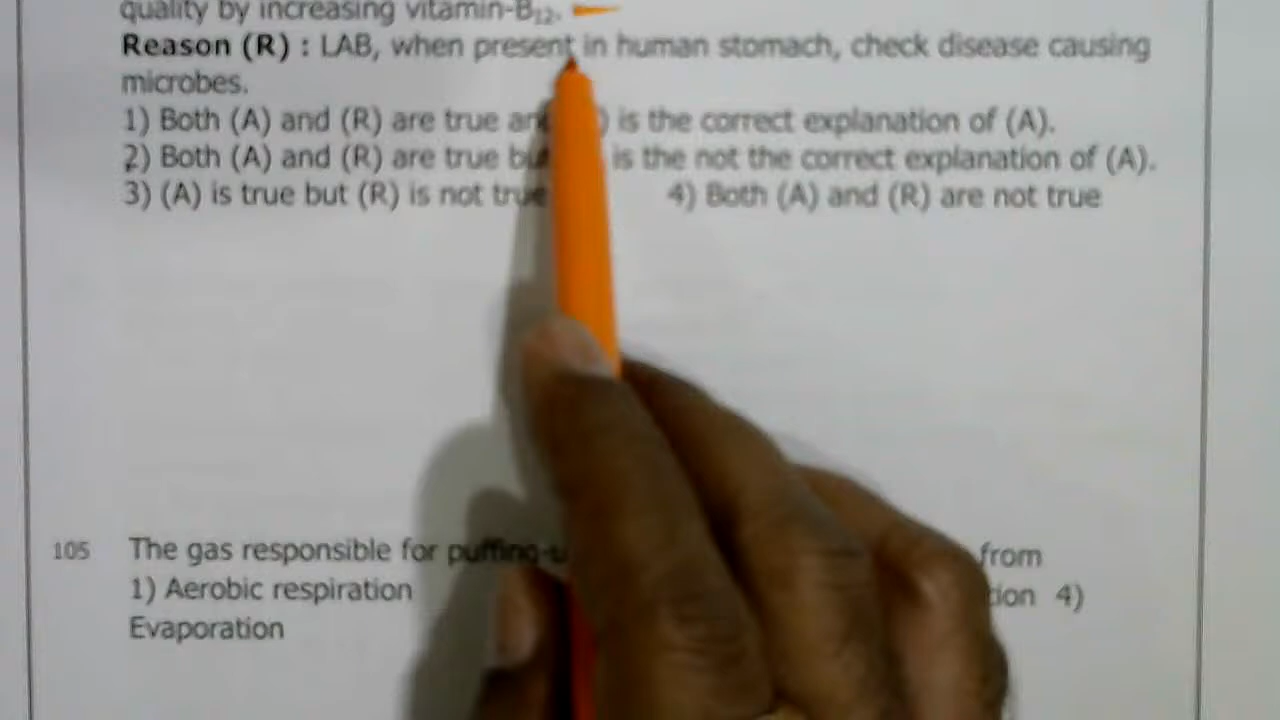 quality by increasing vitamin-B₁₂.
Reason (R) : LAB, when present in human stomach, check disease causing
microbes.
1) Both (A) and (R) are true is the correct explanation of (A).
2) Both (A) and (R) are true is the not the correct explanation of (A).
3) (A) is true but (R) is not true 4) Both (A) and (R) are not true
105 The gas responsible for from
1) Aerobic respiration 4)
Evaporation